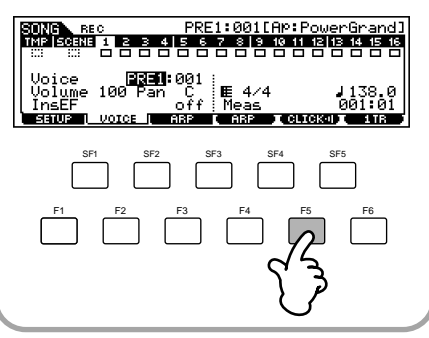 SONG REC PRE1:001[AP:PowerGrand]
TMP SCENE 1 2 3 4 5 6 7 8 9 10 11 12 13 14 15 16
Voice PRE1:001
Volume 100 Pan C 4/4 ♩138.0
InsEF off Meas 001:01
SETUP VOICE ARP ARP CLICK 1TR
SF1 SF2 SF3 SF4 SF5
F1 F2 F3 F4 F5 F6